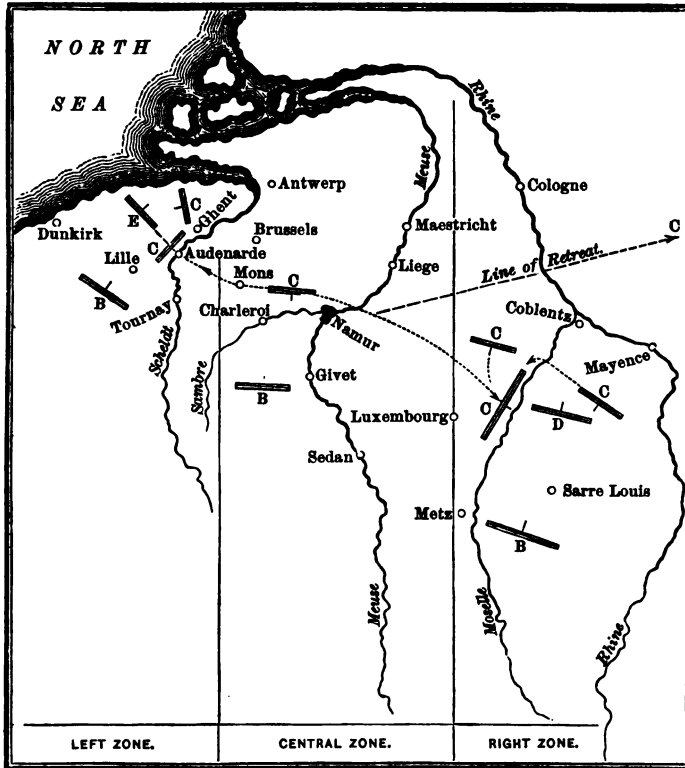 NORTH
SEA
Rhine
Meuse
Antwerp
Cologne
C
E
Ghent
Dunkirk
Brussels
Maestricht
C
C
Audenarde
Lille
Liege
Line of Retreat.
Mons
C
B
Tournay
Charleroi
Namur
Coblentz
Scheldt
Sambre
C
Mayence
Givet
B
C
C
D
Luxembourg
Sedan
Sarre Louis
Metz
B
Meuse
Moselle
Rhine
LEFT ZONE.
CENTRAL ZONE.
RIGHT ZONE.